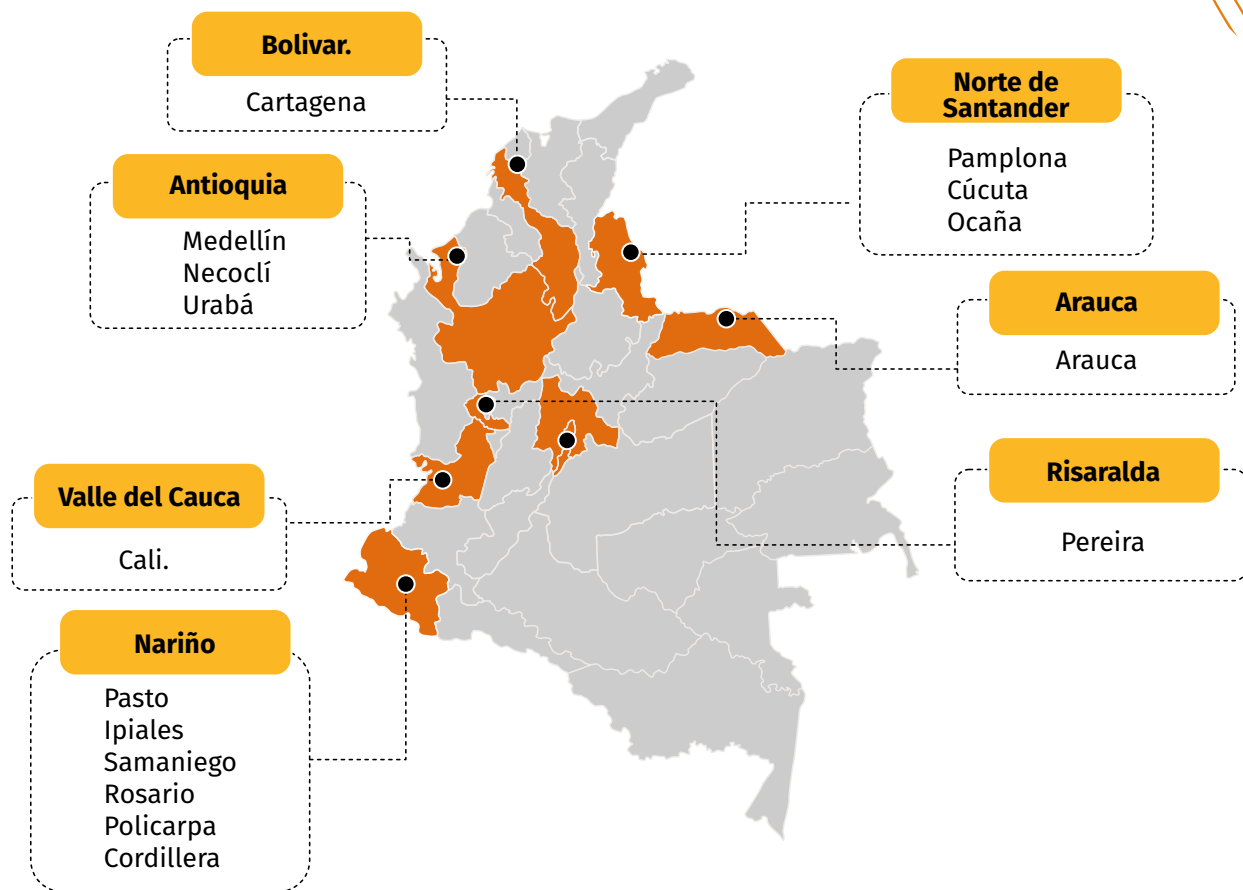 Bolivar.
Cartagena
Antioquia
Medellín
Necoclí
Urabá
Norte de
Santander
Pamplona
Cúcuta
Ocaña
Arauca
Arauca
Risaralda
Pereira
Valle del Cauca
Cali.
Nariño
Pasto
Ipiales
Samaniego
Rosario
Policarpa
Cordillera